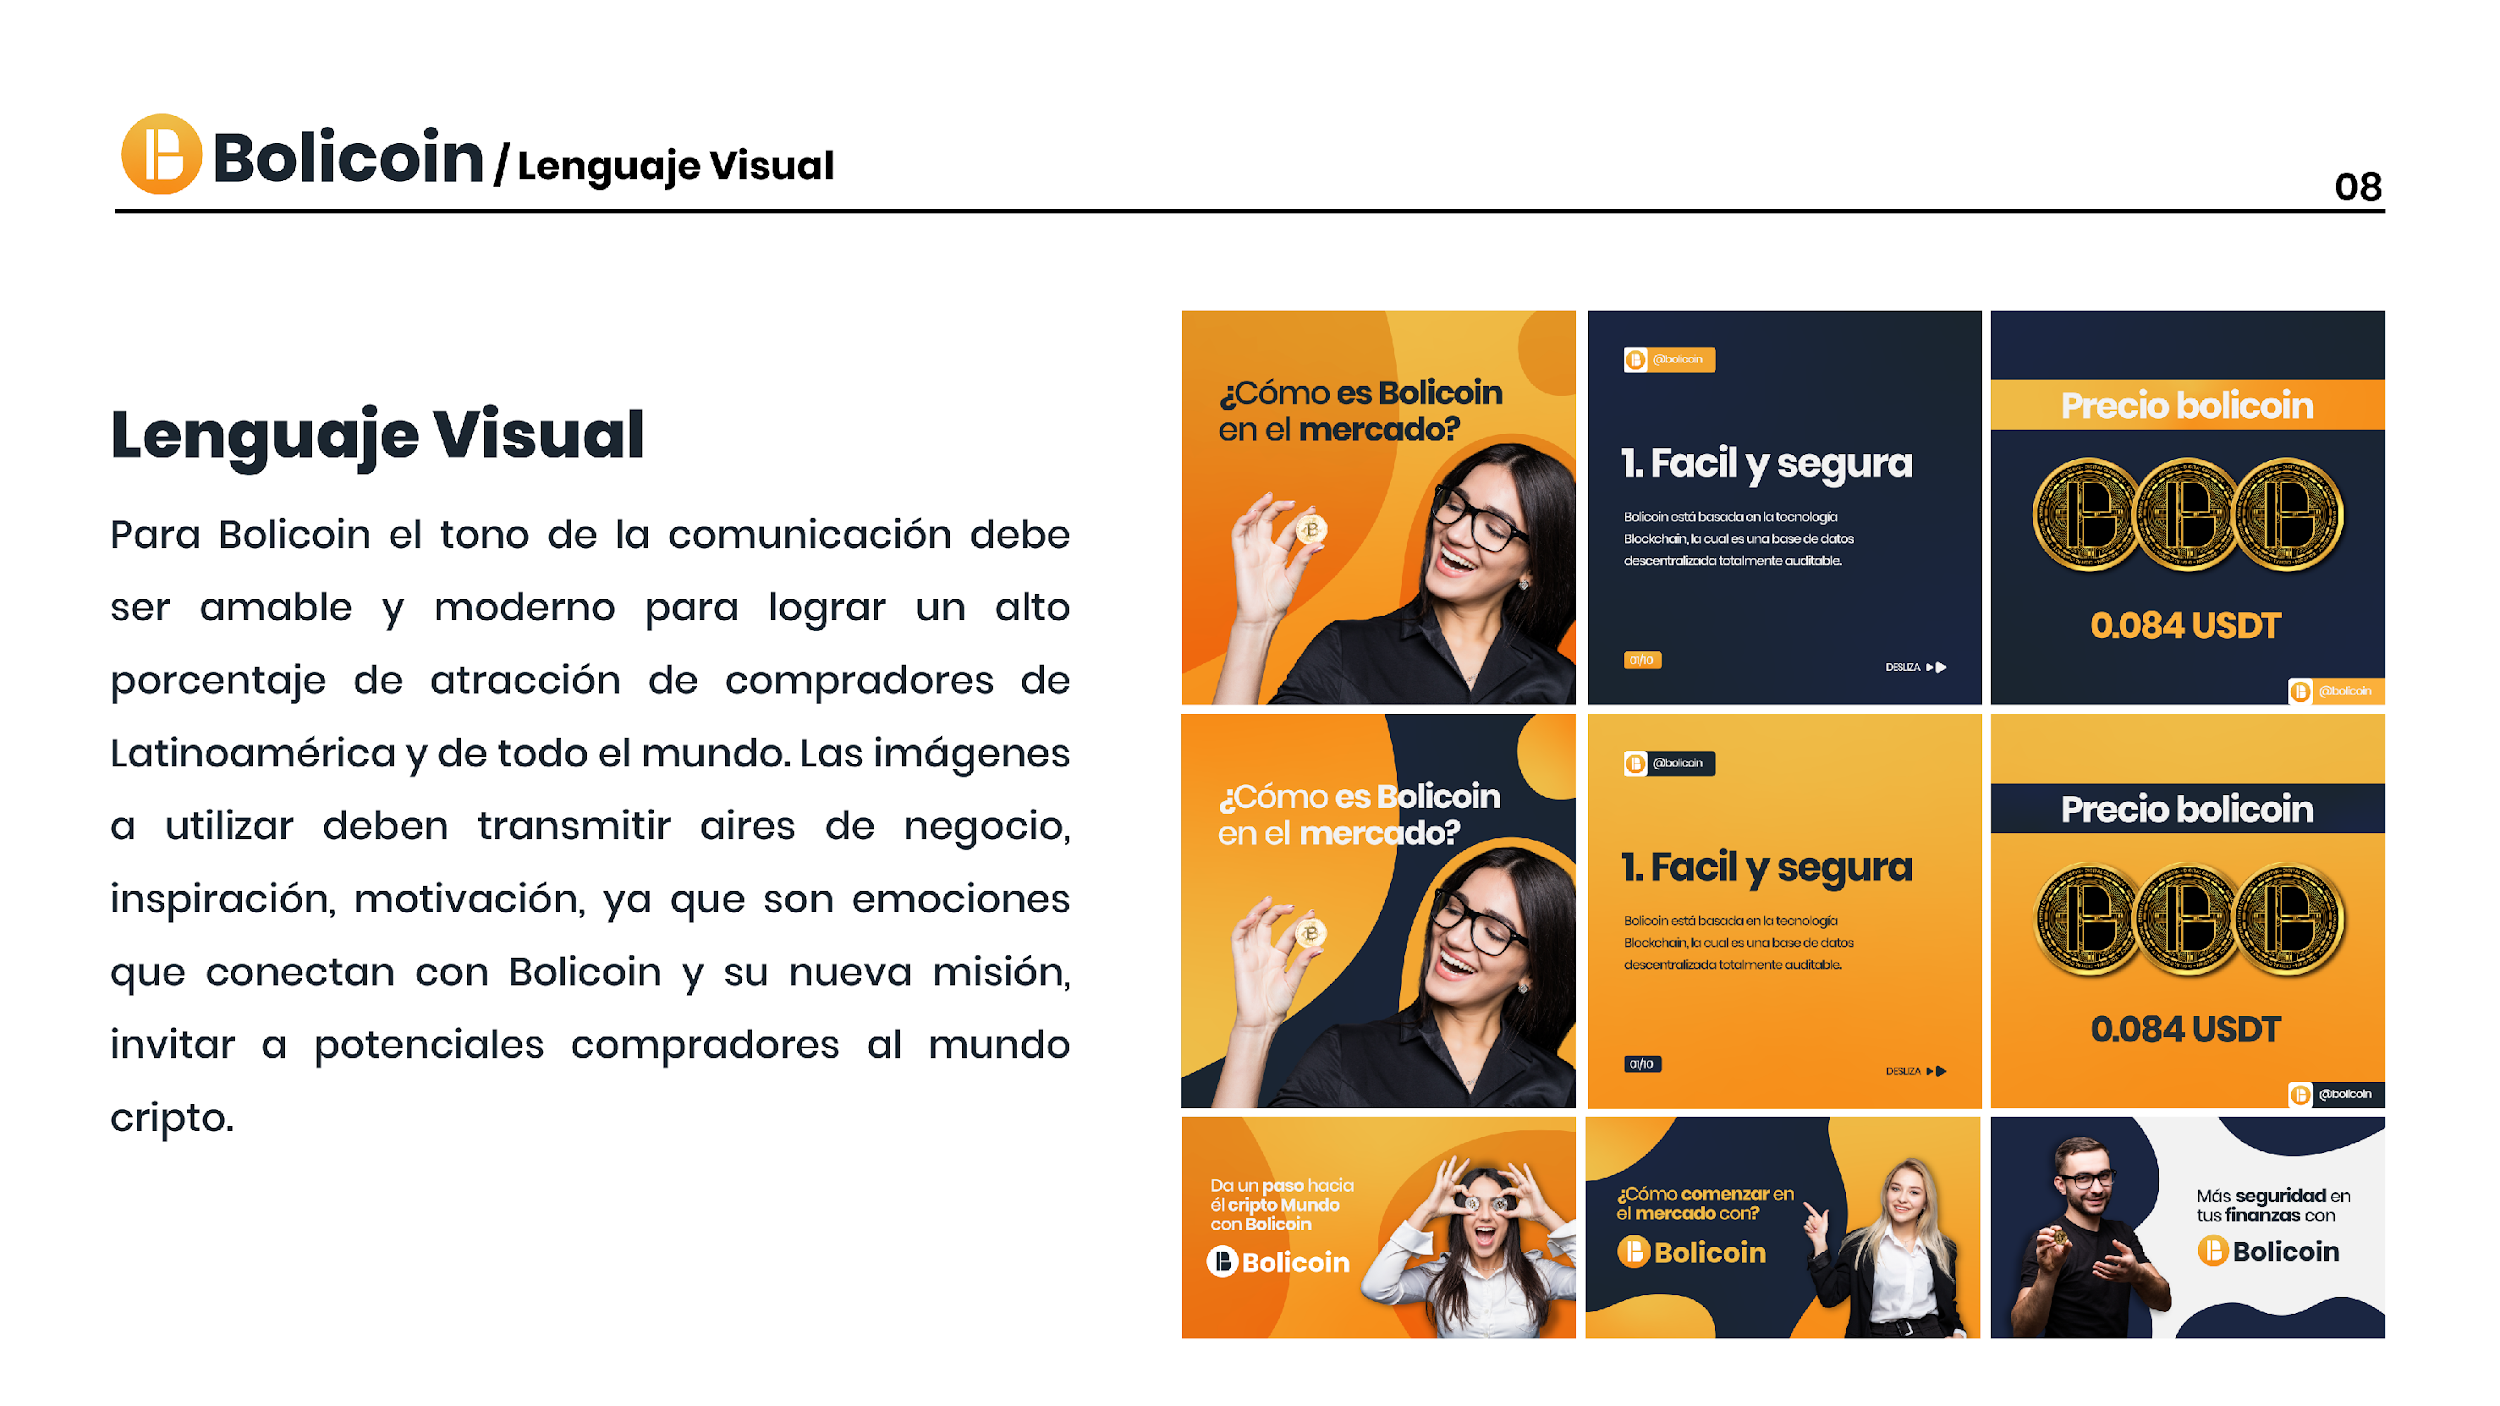 Bolicoin / Lenguaje Visual
08
Lenguaje Visual
Para Bolicoin el tono de la comunicación debe
ser amable y moderno para lograr un alto
porcentaje de atracción de compradores de
Latinoamérica y de todo el mundo. Las imágenes
a utilizar deben transmitir aires de negocio,
inspiración, motivación, ya que son emociones
que conectan con Bolicoin y su nueva misión,
invitar a potenciales compradores al mundo
cripto.
¿Cómo es Bolicoin
en el mercado?
@bolicoin
1. Facil y segura
Bolicoin está basada en la tecnología
Blockchain, la cual es una base de datos
descentralizada totalmente auditable.
01/10
DESLIZA
Precio bolicoin
0.084 USDT
@bolicoin
¿Cómo es Bolicoin
en el mercado?
@bolicoin
1. Facil y segura
Bolicoin está basada en la tecnología
Blockchain, la cual es una base de datos
descentralizada totalmente auditable.
01/10
DESLIZA
Precio bolicoin
0.084 USDT
@bolicoin
Da un paso hacia
él cripto Mundo
con Bolicoin
Bolicoin
¿Cómo comenzar en
el mercado con?
Bolicoin
Más seguridad en
tus finanzas con
Bolicoin